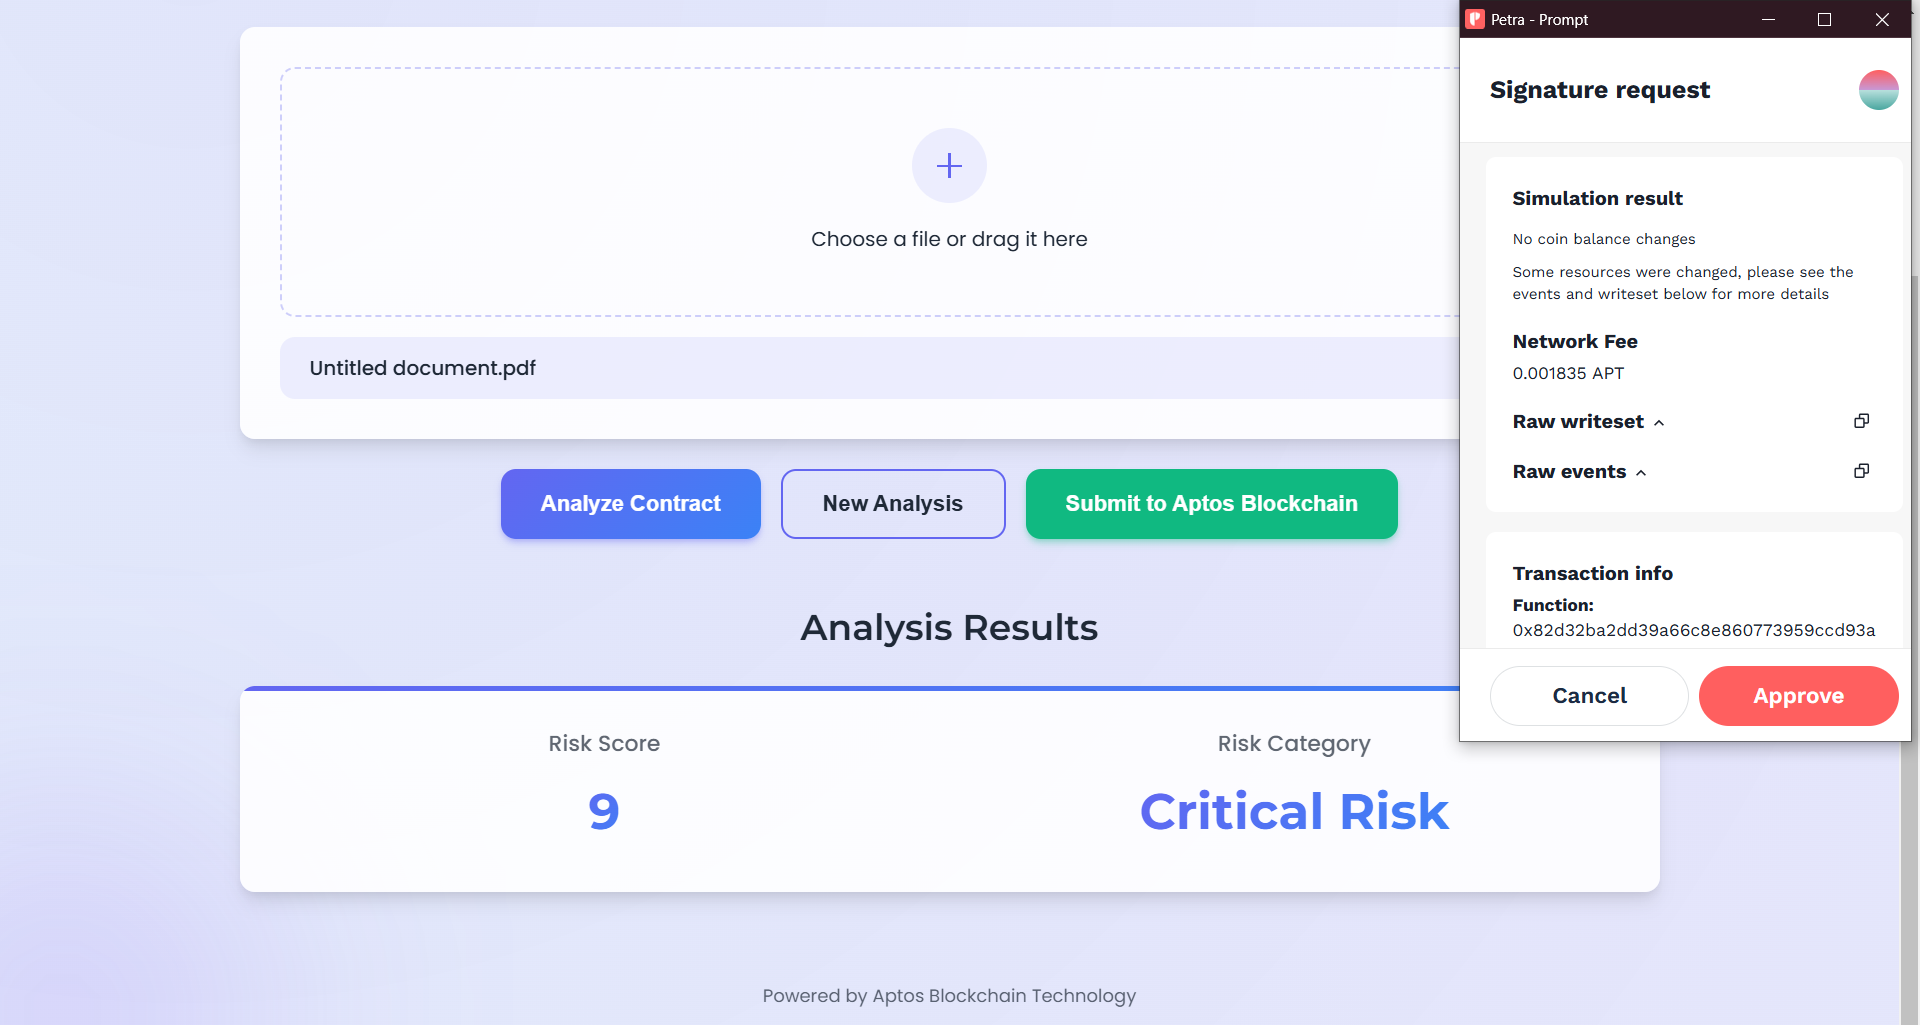 Choose a file or drag it here
Untitled document.pdf
Analyze Contract
New Analysis
Submit to Aptos Blockchain
Analysis Results
Risk Score
9
Risk Category
Critical Risk
Powered by Aptos Blockchain Technology
Petra - Prompt
Signature request
Simulation result
No coin balance changes
Some resources were changed, please see the
events and writeset below for more details
Network Fee
0.001835 APT
Raw writeset
Raw events
Transaction info
Function:
0x82d32ba2dd39a66c8e860773959ccd93a
Cancel
Approve